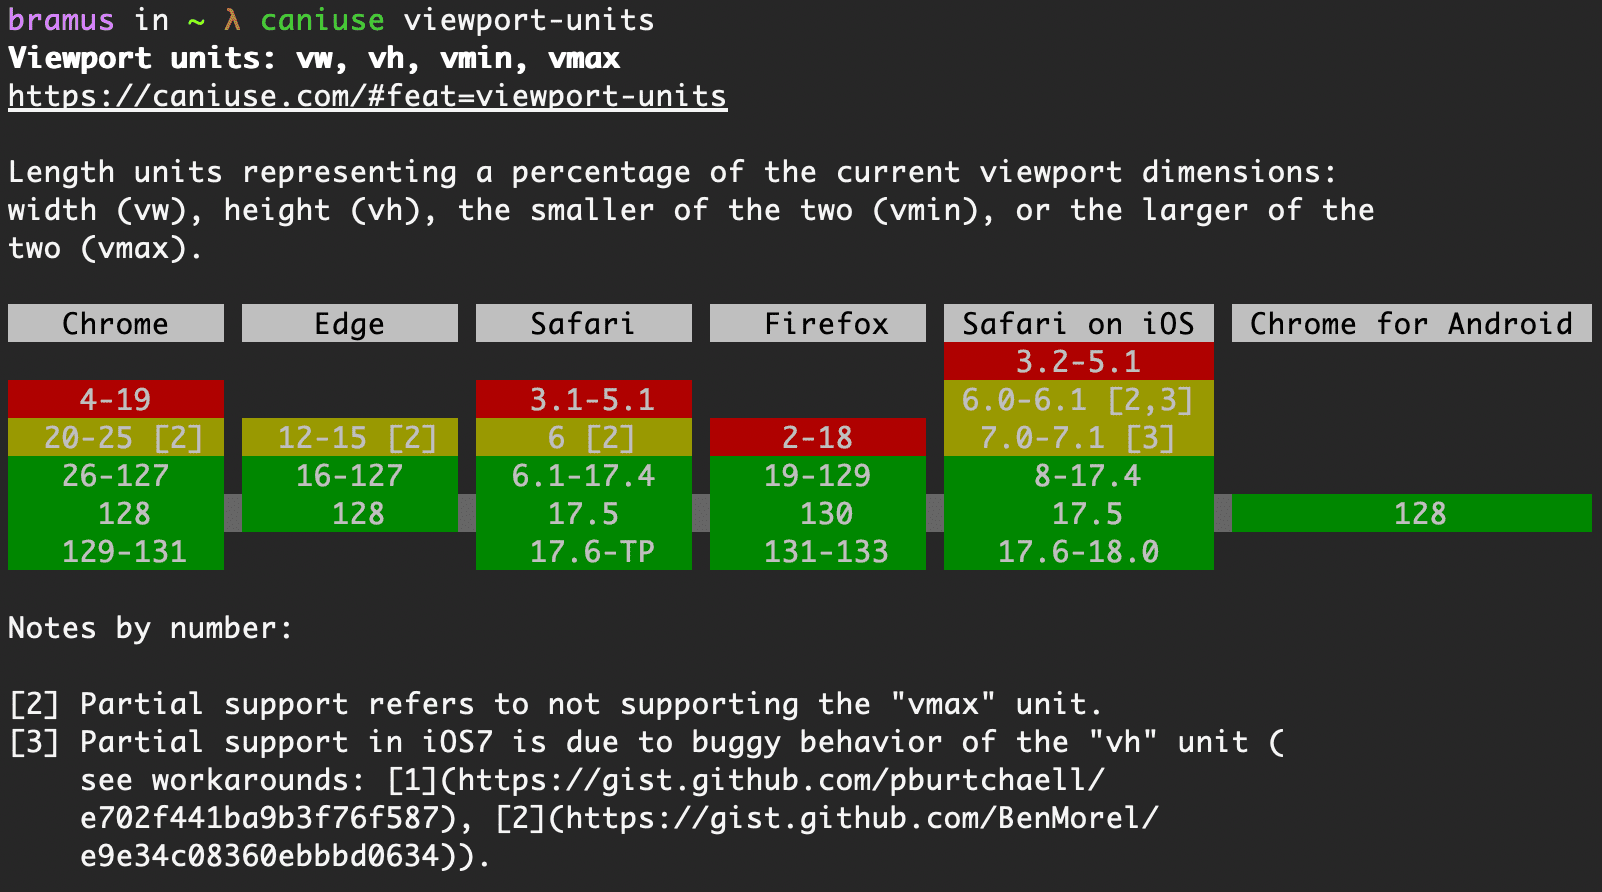 bramus in ~ λ caniuse viewport-units
Viewport units: vw, vh, vmin, vmax
https://caniuse.com/#feat=viewport-units
Length units representing a percentage of the current viewport dimensions:
width (vw), height (vh), the smaller of the two (vmin), or the larger of the
two (vmax).
Chrome Edge Safari Firefox Safari on iOS Chrome for Android
3.2-5.1
4-19 3.1-5.1 6.0-6.1 [2,3]
20-25 [2] 12-15 [2] 6 [2] 2-18 7.0-7.1 [3]
26-127 16-127 6.1-17.4 19-129 8-17.4
128 128 17.5 130 17.5 128
129-131 17.6-TP 131-133 17.6-18.0
Notes by number:
[2] Partial support refers to not supporting the "vmax" unit.
[3] Partial support in iOS7 is due to buggy behavior of the "vh" unit (
see workarounds: [1](https://gist.github.com/pburtchaell/
e702f441ba9b3f76f587), [2](https://gist.github.com/BenMorel/
e9e34c08360ebbbd0634)).